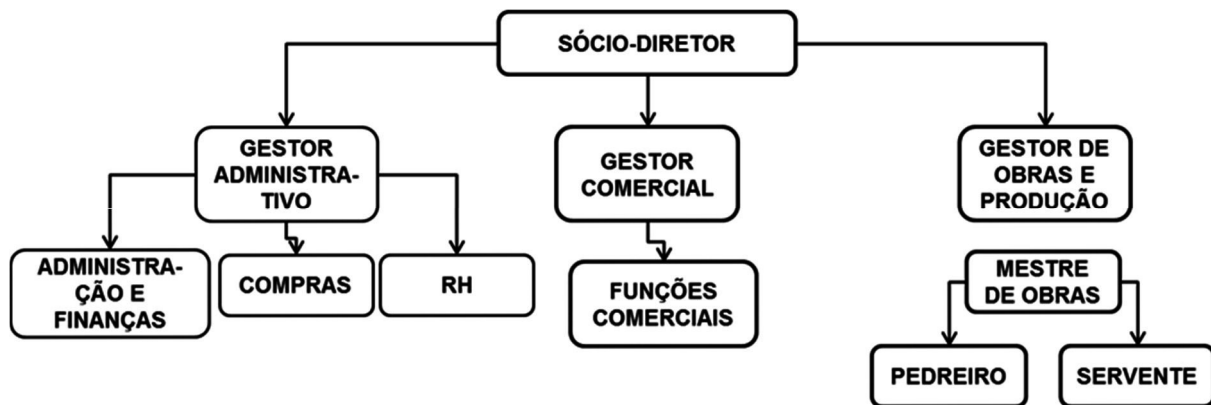 SÓCIO-DIRETOR
GESTOR
ADMINISTRA-
TIVO
GESTOR
COMERCIAL
GESTOR DE
OBRAS E
PRODUÇÃO
ADMINISTRA-
ÇÃO E
FINANÇAS
COMPRAS
RH
FUNÇÕES
COMERCIAIS
MESTRE
DE OBRAS
PEDREIRO
SERVENTE